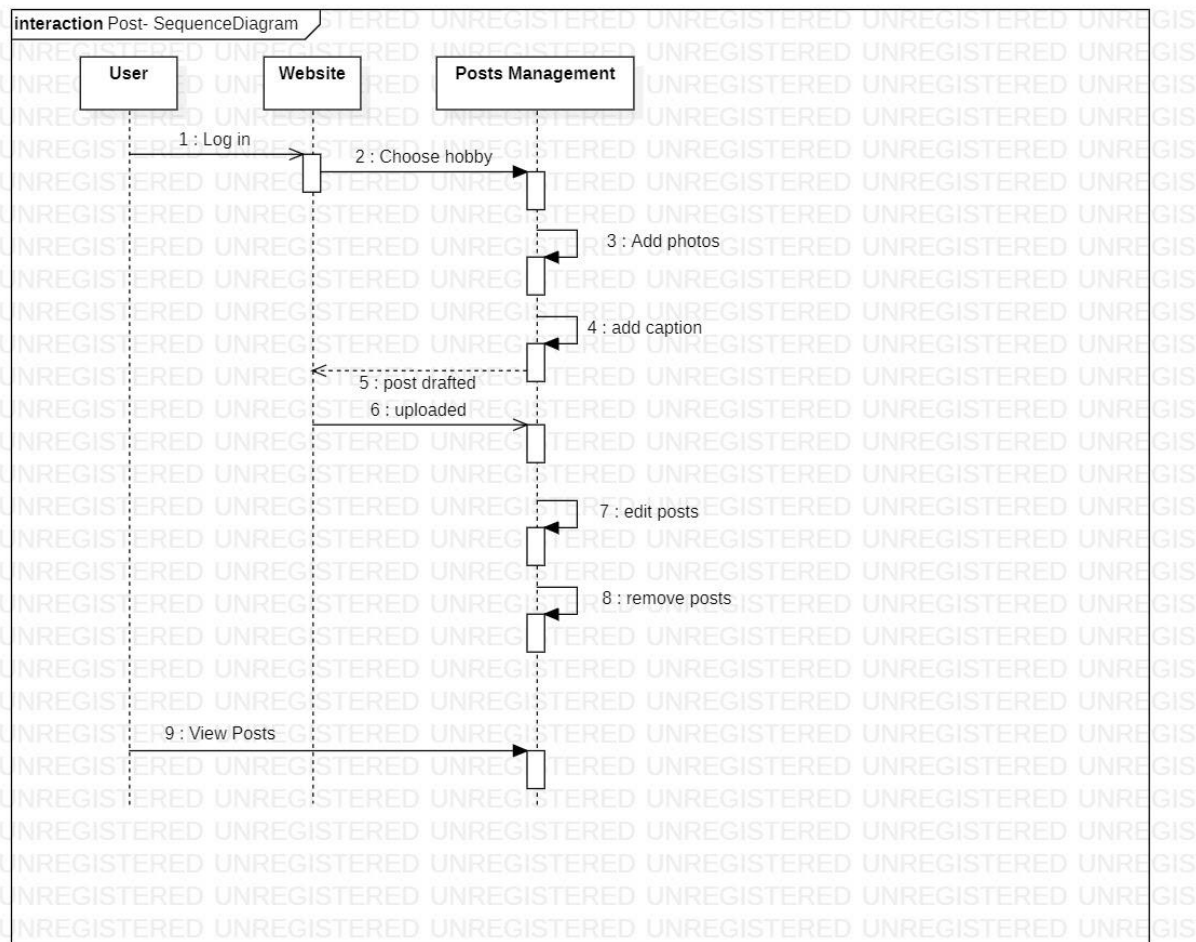 interaction Post- SequenceDiagram
User
Website
Posts Management
1 : Log in
2 : Choose hobby
3 : Add photos
4 : add caption
5 : post drafted
6 : uploaded
7 : edit posts
8 : remove posts
9 : View Posts
UNREGISTERED